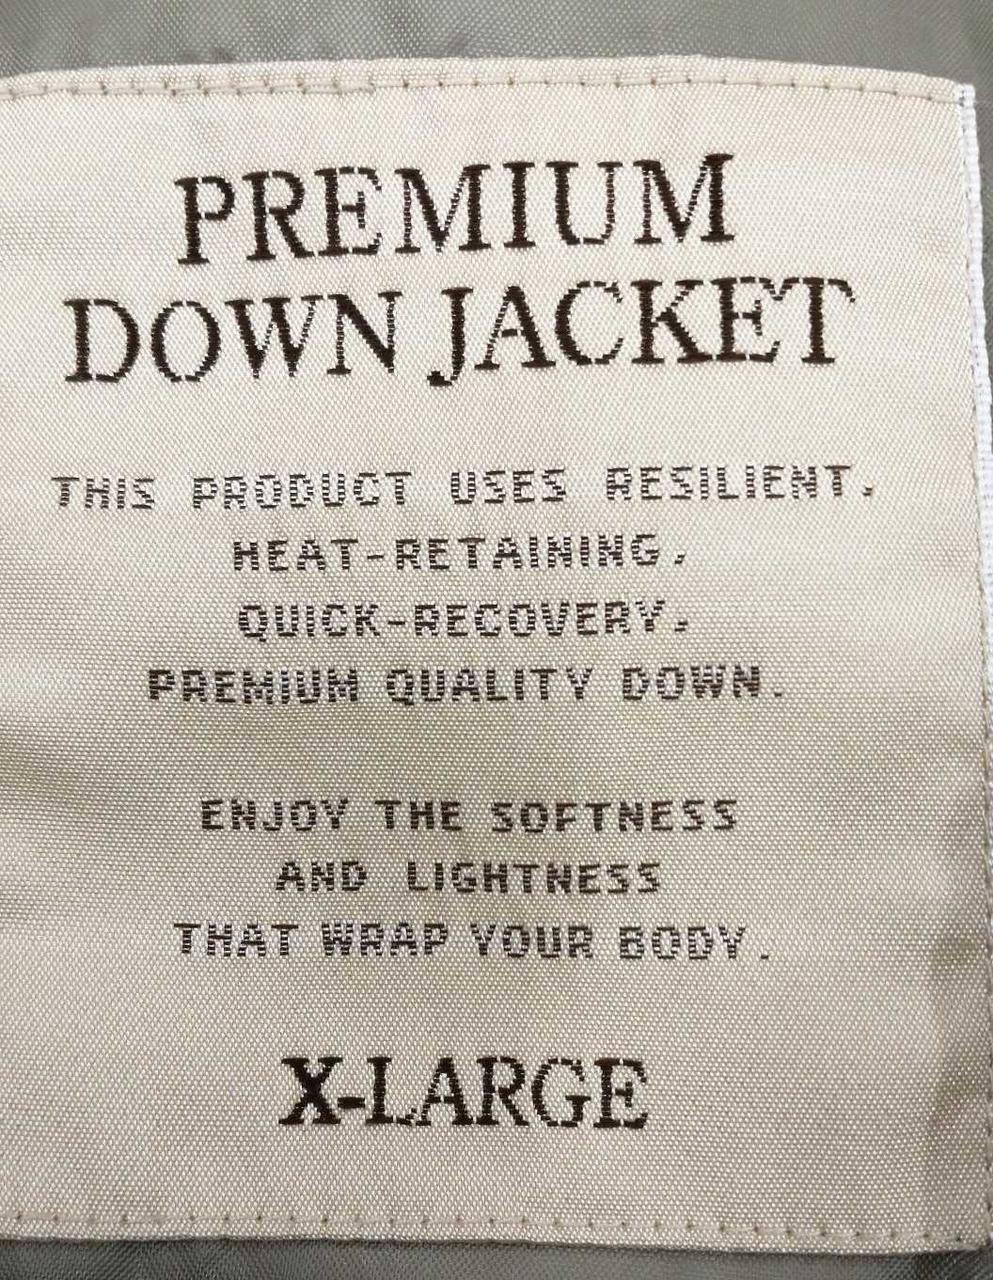 PREMIUM
DOWN JACKET
THIS PRODUCT USES RESILIENT,
HEAT-RETAINING,
QUICK-RECOVERY,
PREMIUM QUALITY DOWN.
ENJOY THE SOFTNESS
AND LIGHTNESS
THAT WRAP YOUR BODY.
X-LARGE